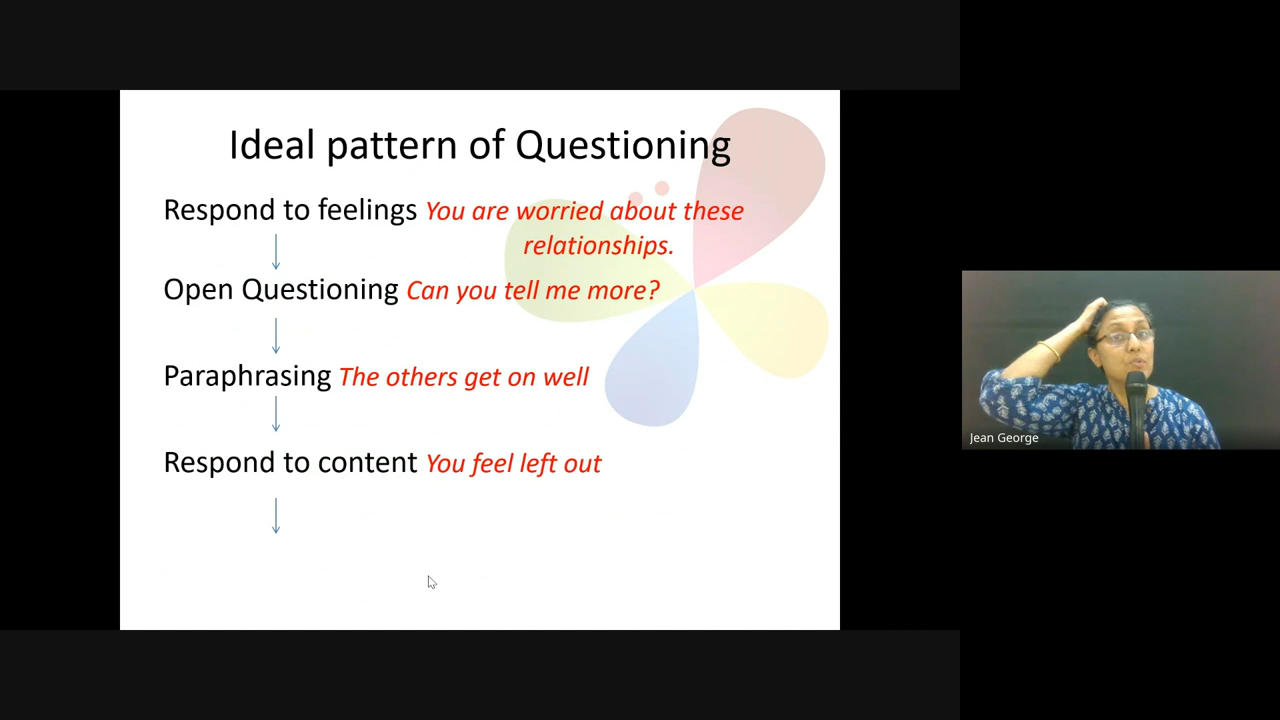 Ideal pattern of Questioning
Respond to feelings You are worried about these
relationships.
Open Questioning Can you tell me more?
Paraphrasing The others get on well
Respond to content You feel left out
Jean George